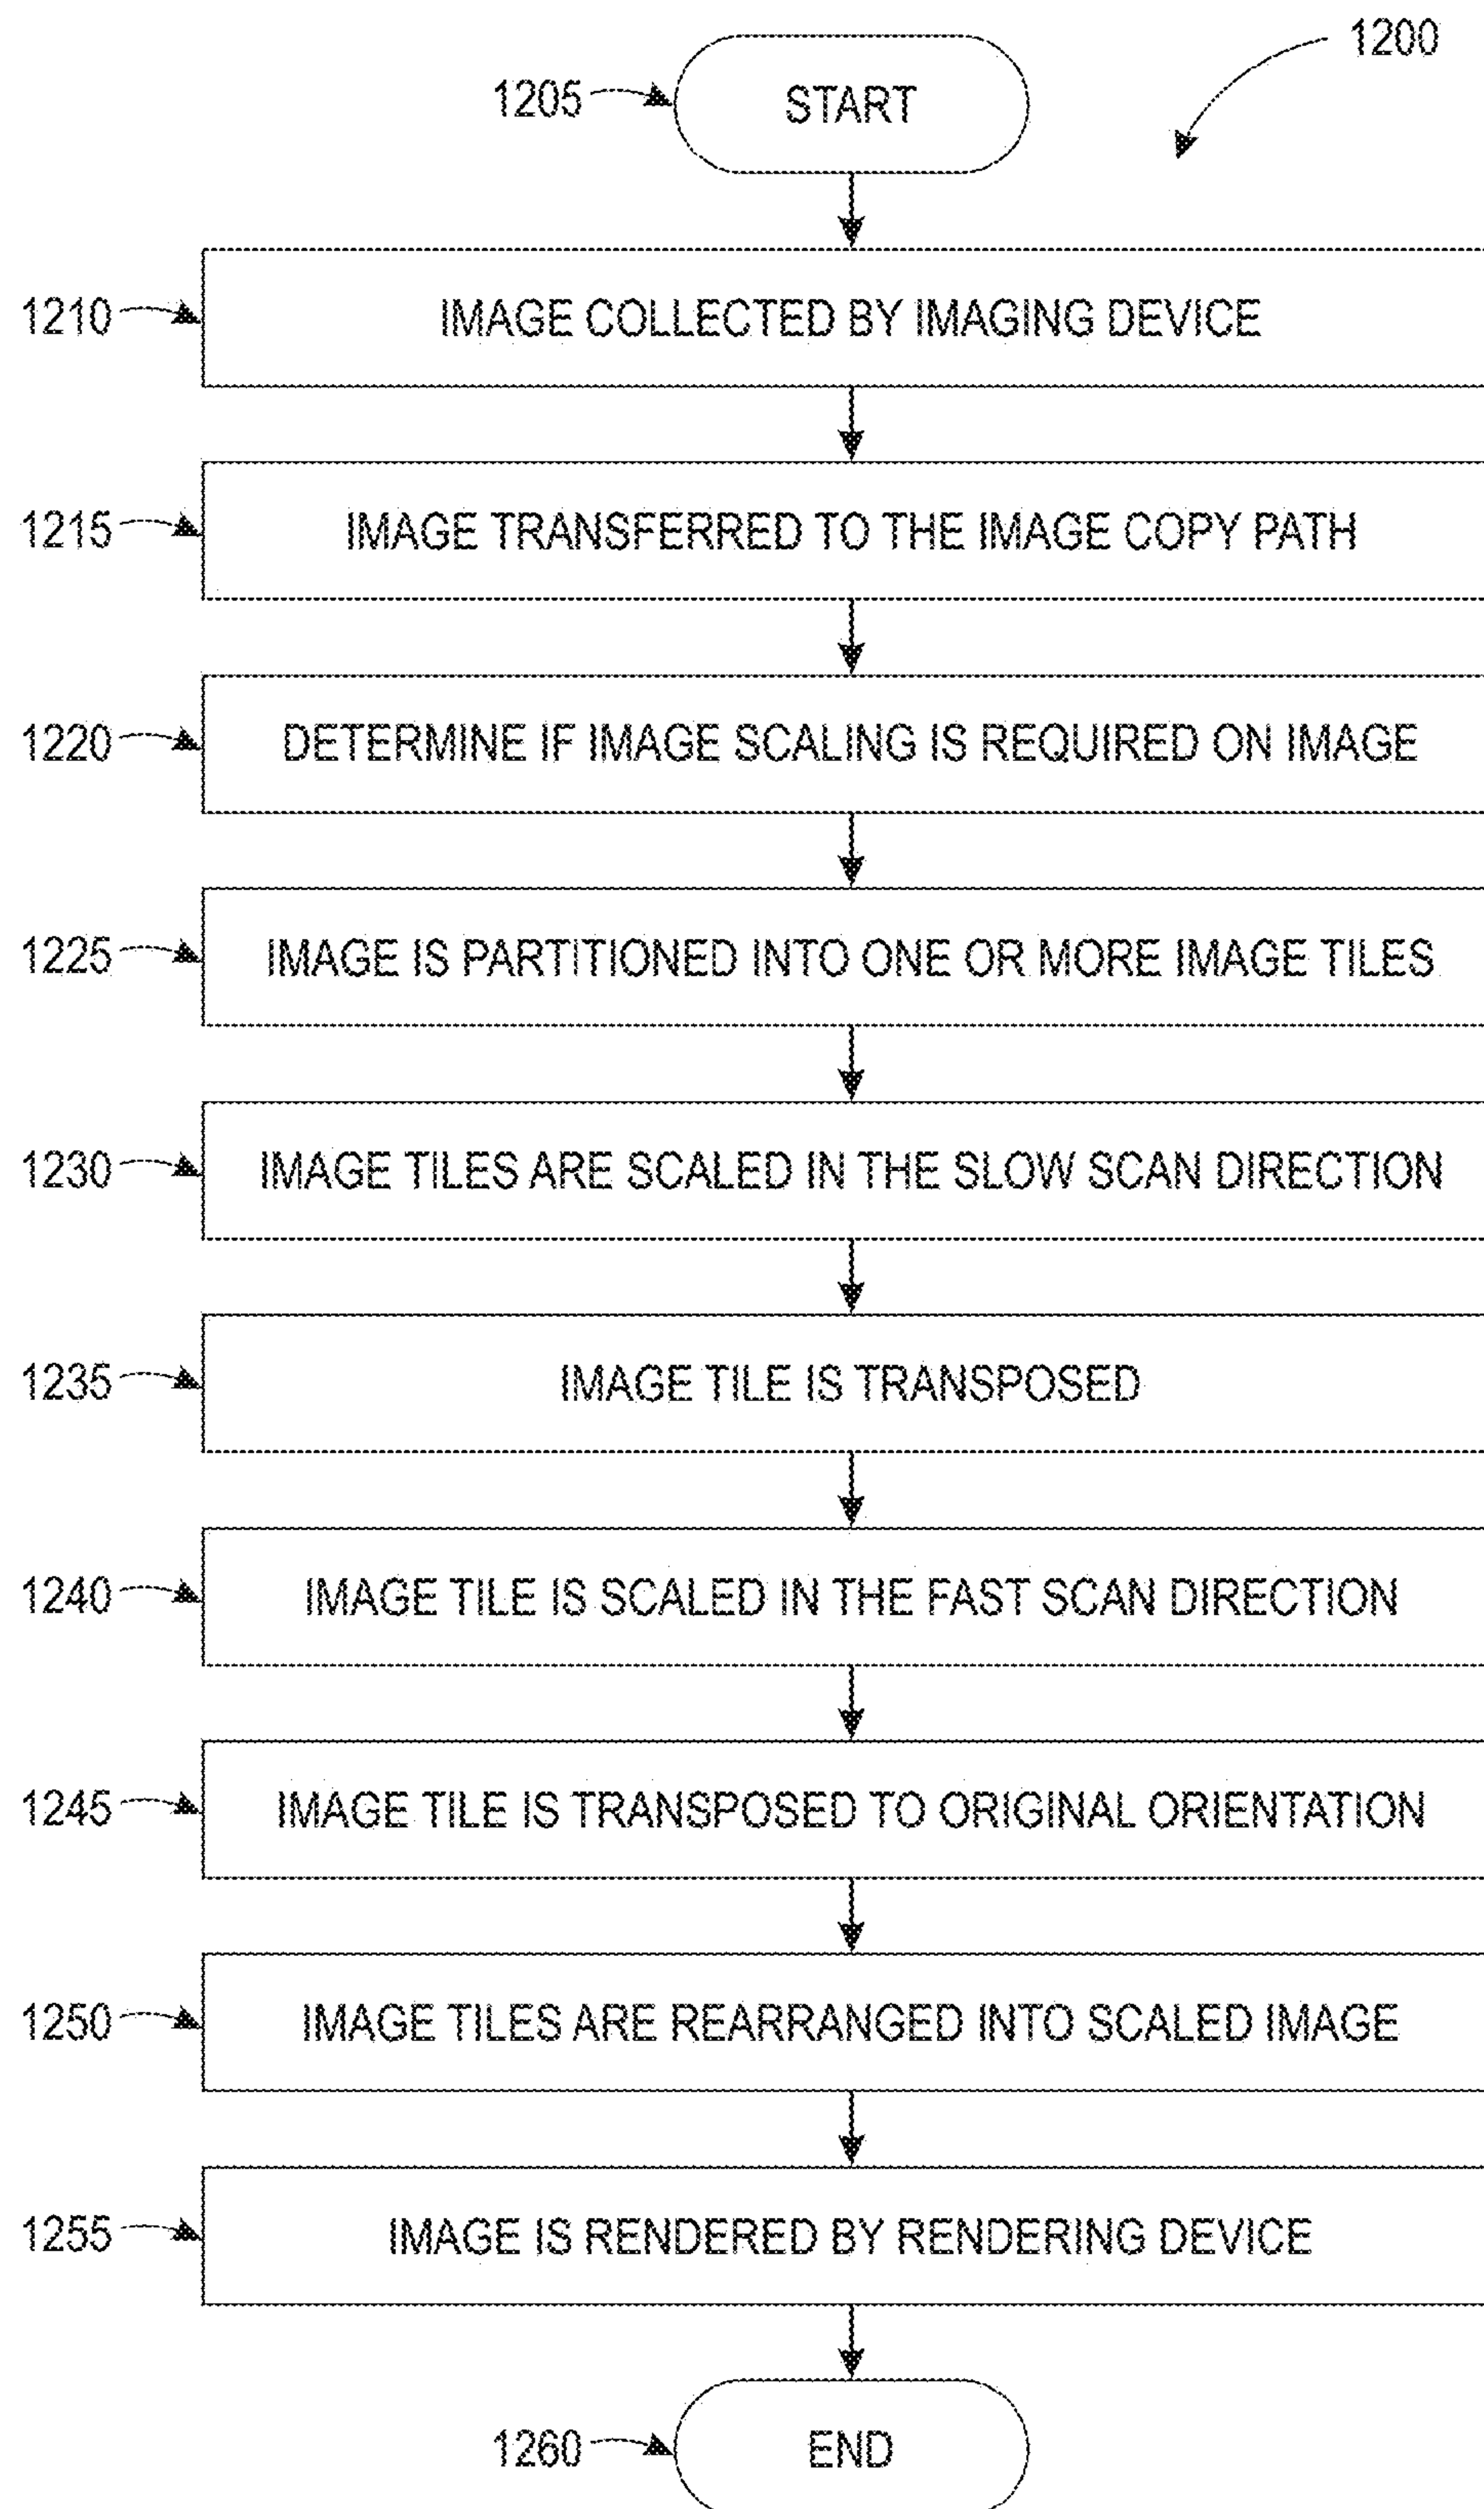 1200
1205
START
1210
IMAGE COLLECTED BY IMAGING DEVICE
1215
IMAGE TRANSFERRED TO THE IMAGE COPY PATH
1220
DETERMINE IF IMAGE SCALING IS REQUIRED ON IMAGE
1225
IMAGE IS PARTITIONED INTO ONE OR MORE IMAGE TILES
1230
IMAGE TILES ARE SCALED IN THE SLOW SCAN DIRECTION
1235
IMAGE TILE IS TRANSPOSED
1240
IMAGE TILE IS SCALED IN THE FAST SCAN DIRECTION
1245
IMAGE TILE IS TRANSPOSED TO ORIGINAL ORIENTATION
1250
IMAGE TILES ARE REARRANGED INTO SCALED IMAGE
1255
IMAGE IS RENDERED BY RENDERING DEVICE
1260
END